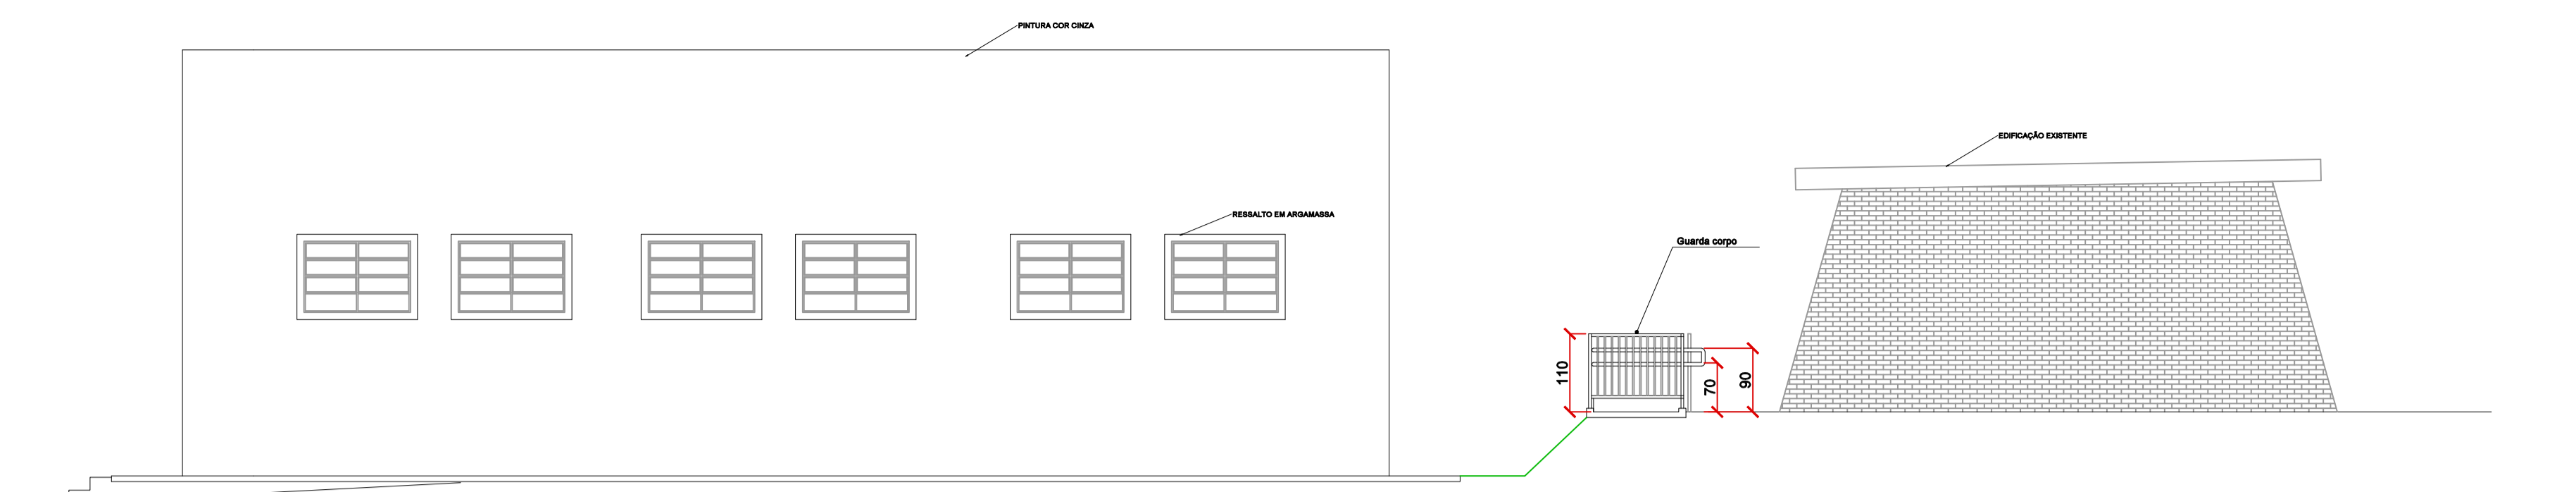 PINTURA COR CINZA
EDIFICAÇÃO EXISTENTE
RESSALTO EM ARGAMASSA
Guarda corpo
110
70
90